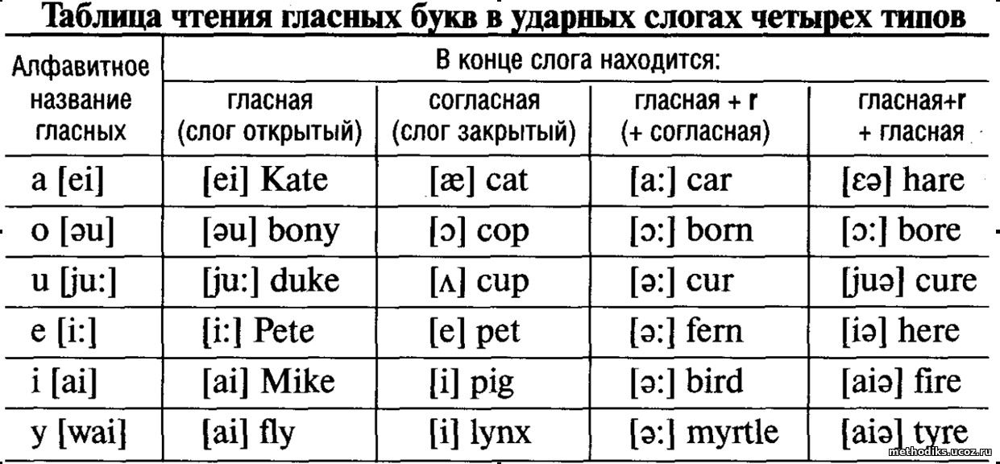 Таблица чтения гласных букв в ударных слогах четырех типов
Алфавитное название гласных
В конце слога находится:
гласная (слог открытый)
согласная (слог закрытый)
гласная + r (+ согласная)
гласная+r + гласная
a [ei] [ei] Kate [æ] cat [a:] car [ɛə] hare
o [əu] [əu] bony [ɔ] cop [ɔ:] born [ɔ:] bore
u [ju:] [ju:] duke [ʌ] cup [ə:] cur [juə] cure
e [i:] [i:] Pete [e] pet [ə:] fern [iə] here
i [ai] [ai] Mike [i] pig [ə:] bird [aiə] fire
y [wai] [ai] fly [i] lynx [ə:] myrtle [aiə] tyre
methodiks.ucoz.ru